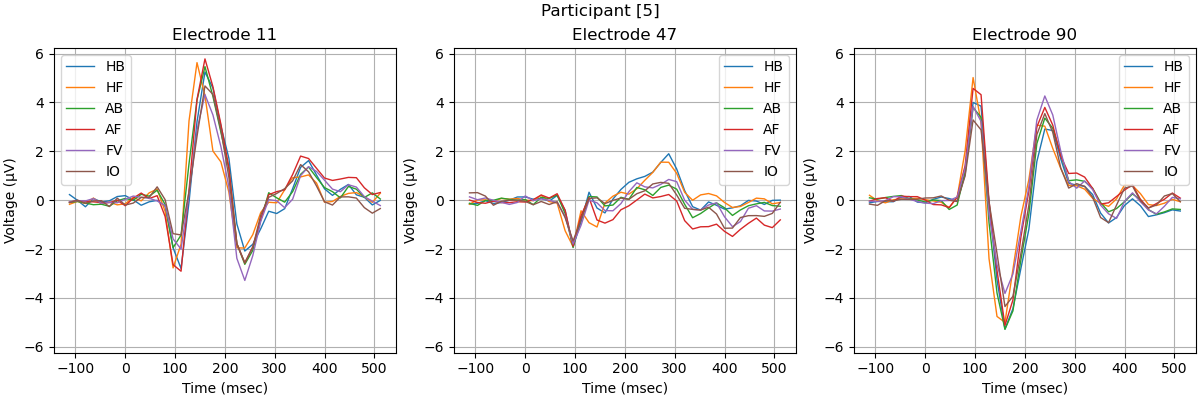 Participant [5]
Electrode 11
Voltage (µV)
6
4
2
0
−2
−4
−6
HB
HF
AB
AF
FV
IO
−100
0
100
200
300
400
500
Time (msec)
Electrode 47
Voltage (µV)
6
4
2
0
−2
−4
−6
HB
HF
AB
AF
FV
IO
−100
0
100
200
300
400
500
Time (msec)
Electrode 90
Voltage (µV)
6
4
2
0
−2
−4
−6
HB
HF
AB
AF
FV
IO
−100
0
100
200
300
400
500
Time (msec)